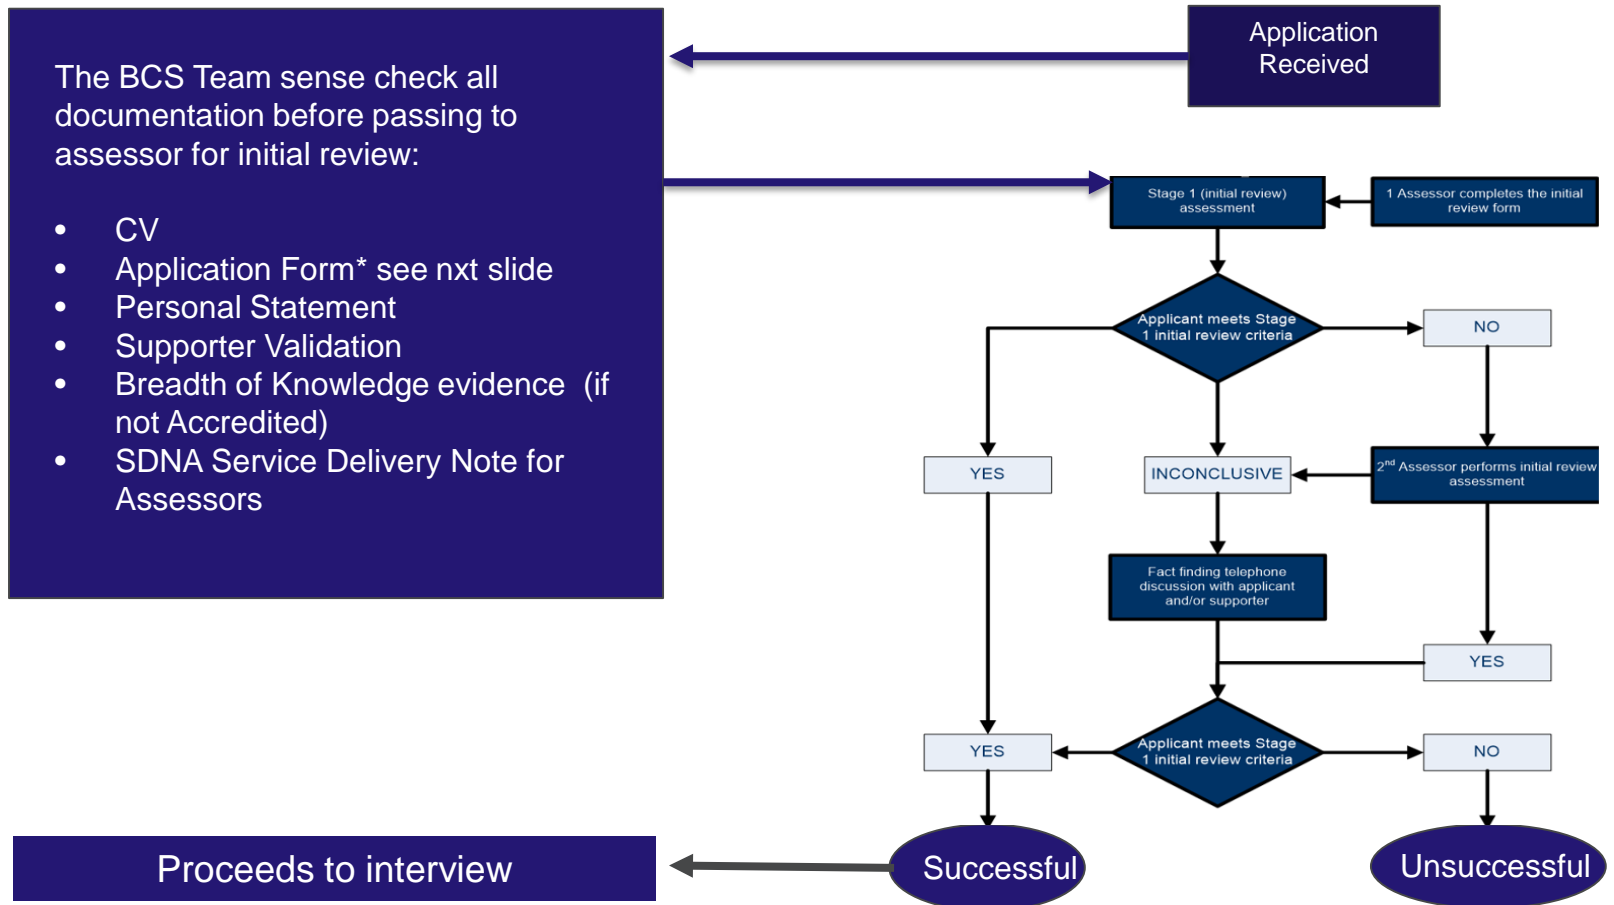 Application
Received
The BCS Team sense check all
documentation before passing to
assessor for initial review:
• CV
• Application Form* see nxt slide
• Personal Statement
• Supporter Validation
• Breadth of Knowledge evidence (if
not Accredited)
• SDNA Service Delivery Note for
Assessors
Stage 1 (initial review)
assessment
1 Assessor completes the initial
review form
Applicant meets Stage
1 initial review criteria
NO
YES
INCONCLUSIVE
2nd Assessor performs initial review
assessment
Fact finding telephone
discussion with applicant
and/or supporter
YES
YES
Applicant meets Stage
1 initial review criteria
NO
Proceeds to interview
Successful
Unsuccessful